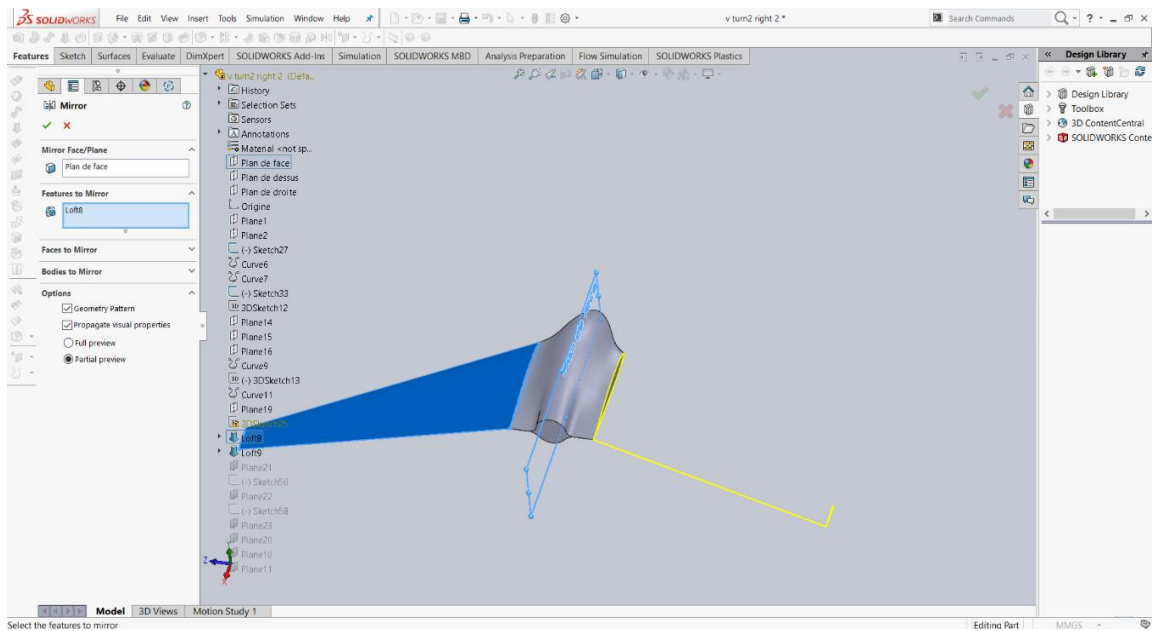 SOLIDWORKS File Edit View Insert Tools Simulation Window Help v turn2 right 2 * Search Commands
Features Sketch Surfaces Evaluate DimXpert SOLIDWORKS Add-Ins Simulation SOLIDWORKS MBD Analysis Preparation Flow Simulation SOLIDWORKS Plastics
Design Library
Mirror
Mirror Face/Plane
Plan de face
Features to Mirror
Loft8
Faces to Mirror
Bodies to Mirror
Options
Geometry Pattern
Propagate visual properties
Full preview
Partial preview
v turn2 right 2 (Defa...
History
Selection Sets
Sensors
Annotations
Material <not sp...
Plan de face
Plan de dessus
Plan de droite
Origine
Plane1
Plane2
(-) Sketch27
Curve6
Curve7
(-) Sketch33
3DSketch12
Plane14
Plane15
Plane16
Curve9
(-) 3DSketch13
Curve11
Plane19
3DSketch25
Loft8
Loft9
Plane21
(-) Sketch50
Plane22
(-) Sketch58
Plane23
Plane20
Plane10
Plane11
Z
Y
X
Design Library
Toolbox
3D ContentCentral
SOLIDWORKS Conte
Model 3D Views Motion Study 1
Select the features to mirror Editing Part MMGS